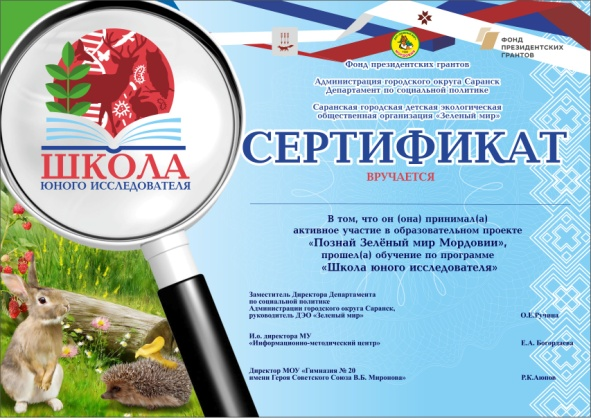 ШКОЛА
ЮНОГО ИССЛЕДОВАТЕЛЯ
ФОНД
ПРЕЗИДЕНТСКИХ
ГРАНТОВ
Фонд президентских грантов
Администрация городского округа Саранск
Департамент по социальной политике
Саранская городская детская экологическая
общественная организация «Зеленый мир»
СЕРТИФИКАТ
ВРУЧАЕТСЯ
В том, что он (она) принимал(а)
активное участие в образовательном проекте
«Познай Зелёный мир Мордовии»,
прошел(а) обучение по программе
«Школа юного исследователя»
Заместитель Директора Департамента
по социальной политике
Администрации городского округа Саранск,
руководитель ДЭО «Зеленый мир» О.Е.Рунина
И.о. директора МУ
«Информационно-методический центр» Е.А.
Директор МОУ «Гимназия № 20
имени Героя Советского Союза В.Б. Миронова» Р.К.Аюпов